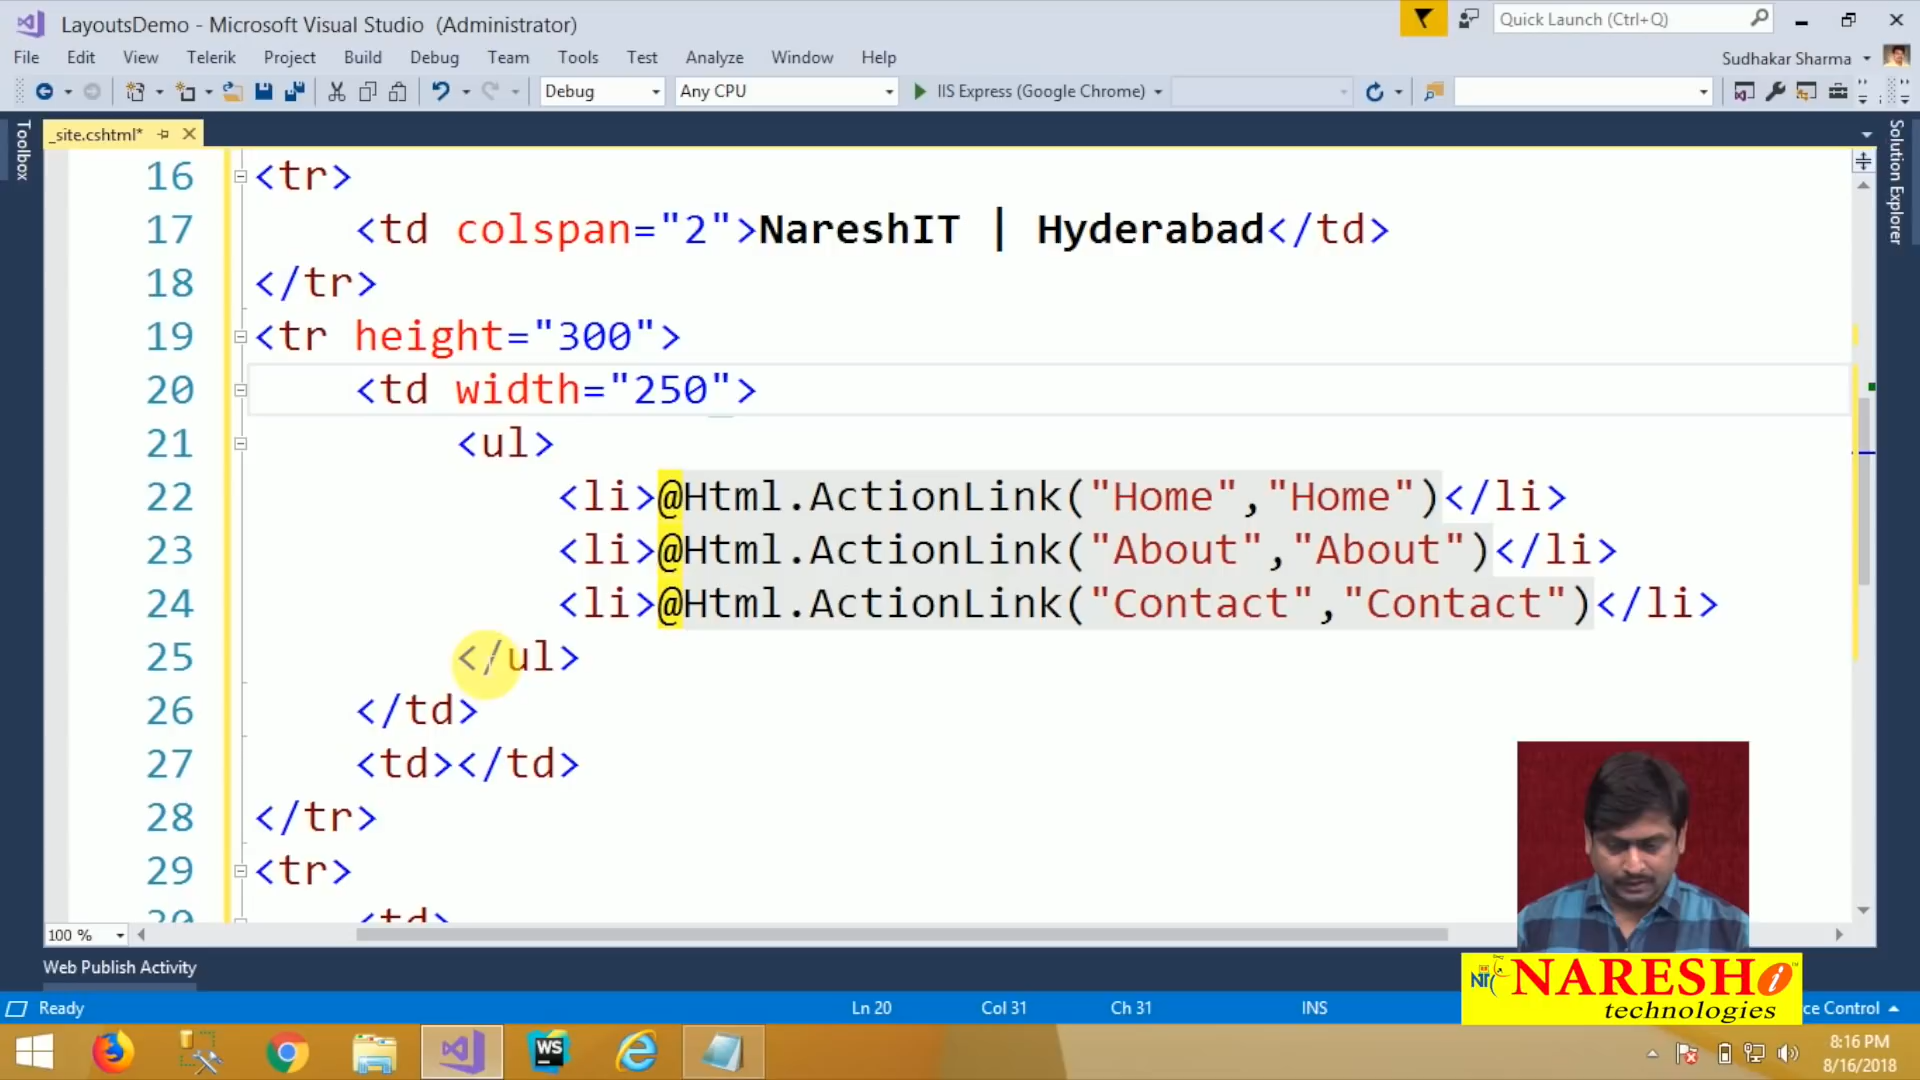 LayoutsDemo - Microsoft Visual Studio (Administrator)
Quick Launch (Ctrl+Q)
File Edit View Telerik Project Build Debug Team Tools Test Analyze Window Help
Sudhakar Sharma
Debug Any CPU IIS Express (Google Chrome)
Toolbox
_site.cshtml*
Solution Explorer
16 <tr>
17 <td colspan="2">NareshIT | Hyderabad</td>
18 </tr>
19 <tr height="300">
20 <td width="250">
21 <ul>
22 <li>@Html.ActionLink("Home","Home")</li>
23 <li>@Html.ActionLink("About","About")</li>
24 <li>@Html.ActionLink("Contact","Contact")</li>
25 </ul>
26 </td>
27 <td></td>
28 </tr>
29 <tr>
30 <td>
100 %
Web Publish Activity
NARESH i
technologies
Ready Ln 20 Col 31 Ch 31 INS ce Control
WS
8:16 PM
8/16/2018